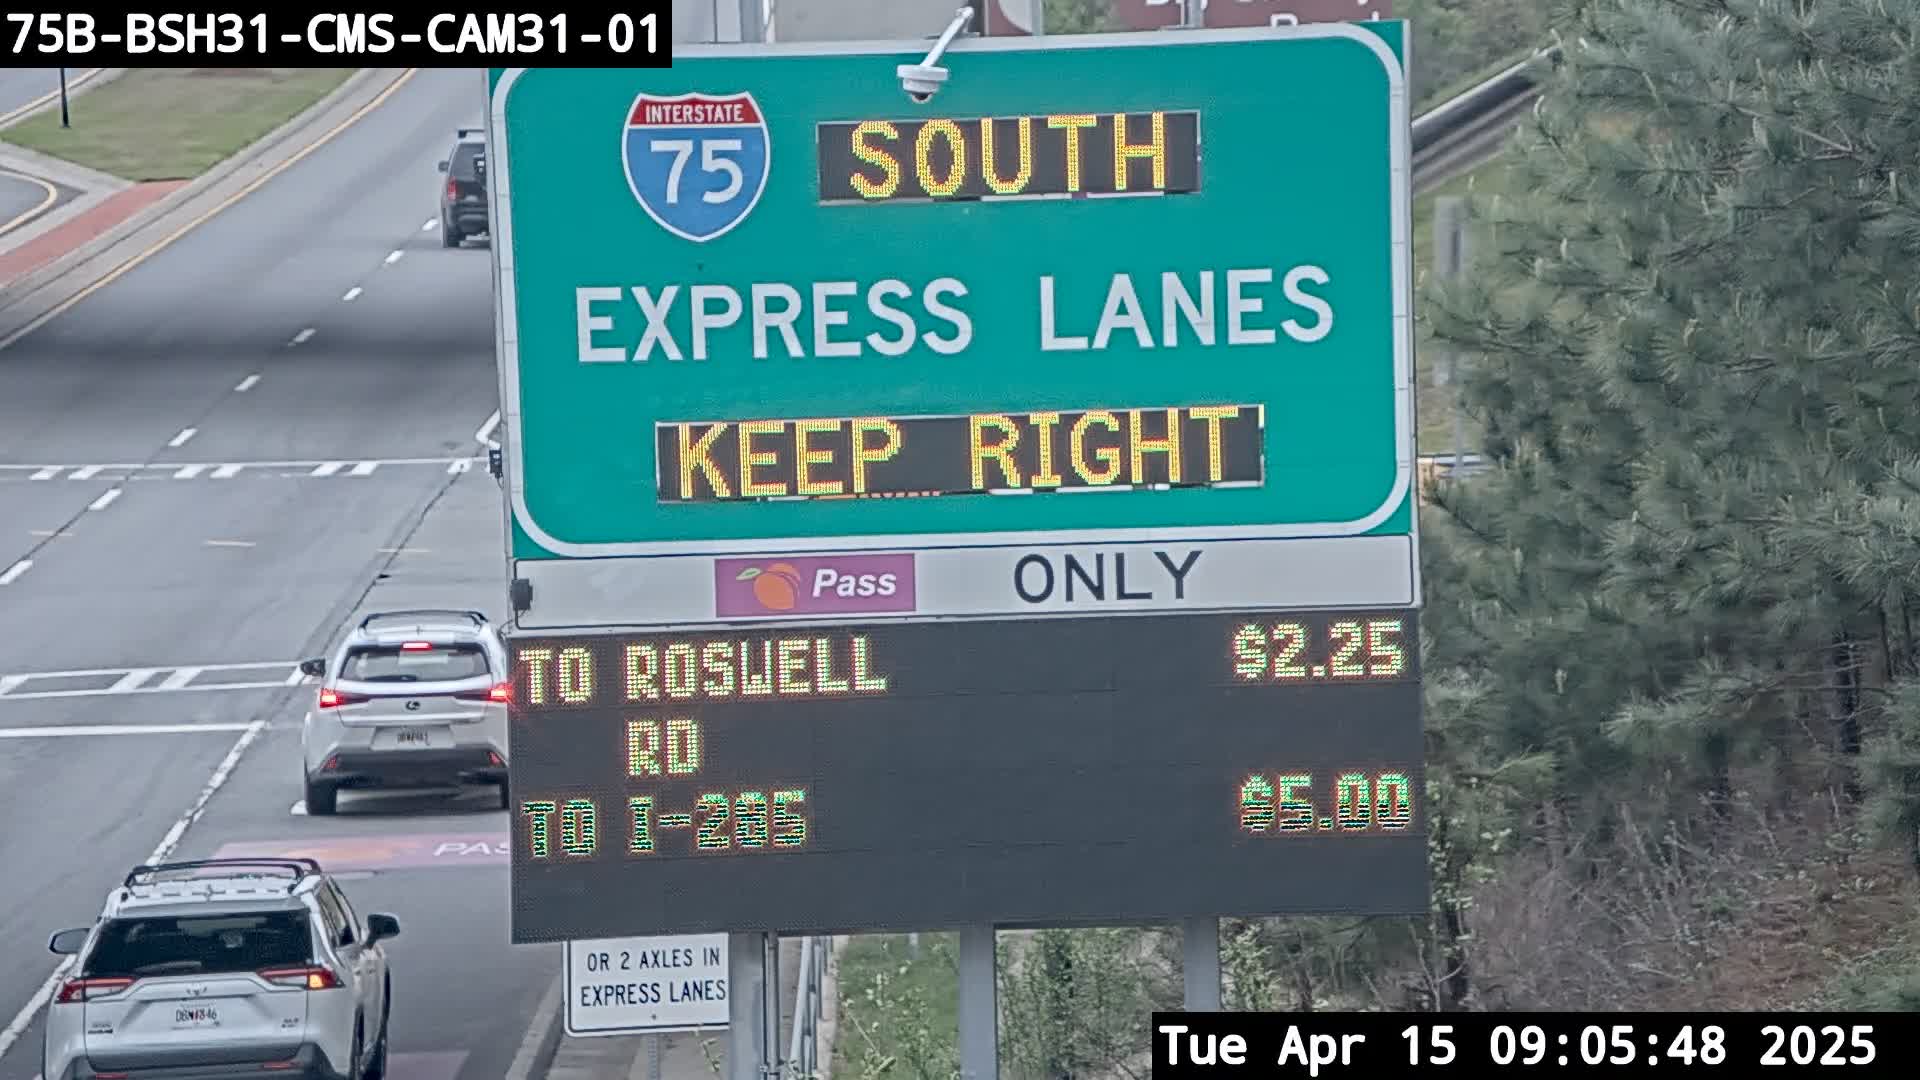 75B-BSH31-CMS-CAM31-01
INTERSTATE
75
SOUTH
EXPRESS LANES
KEEP RIGHT
Pass ONLY
TO ROSWELL $2.25
RD
TO I-285 $5.00
PAS
OR 2 AXLES IN
EXPRESS LANES
Tue Apr 15 09:05:48 2025